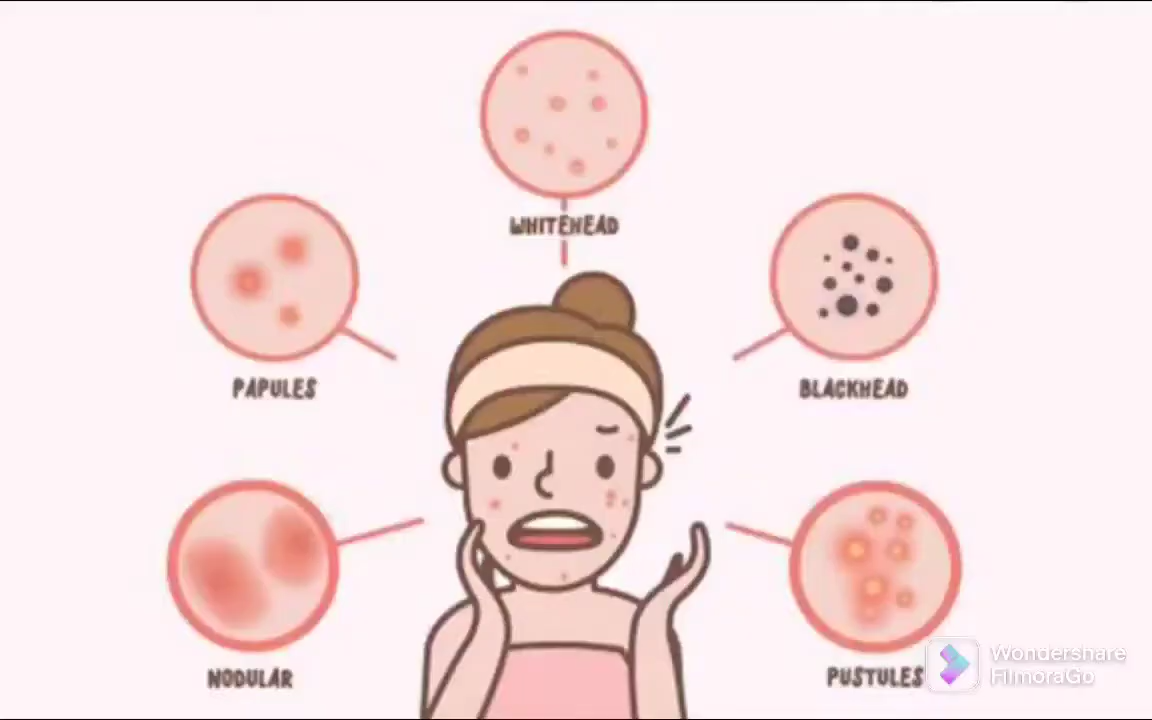 WHITEHEAD
PAPULES
BLACKHEAD
NODULAR
PUSTULES
Wondershare
FilmoraGo